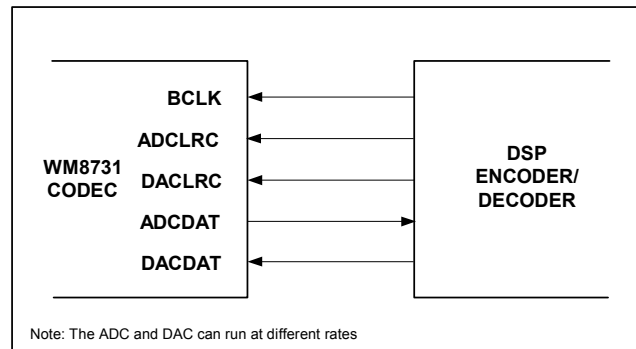 BCLK
ADCLRC
WM8731
CODEC
DACLRC
ADCDAT
DACDAT
DSP
ENCODER/
DECODER
Note: The ADC and DAC can run at different rates